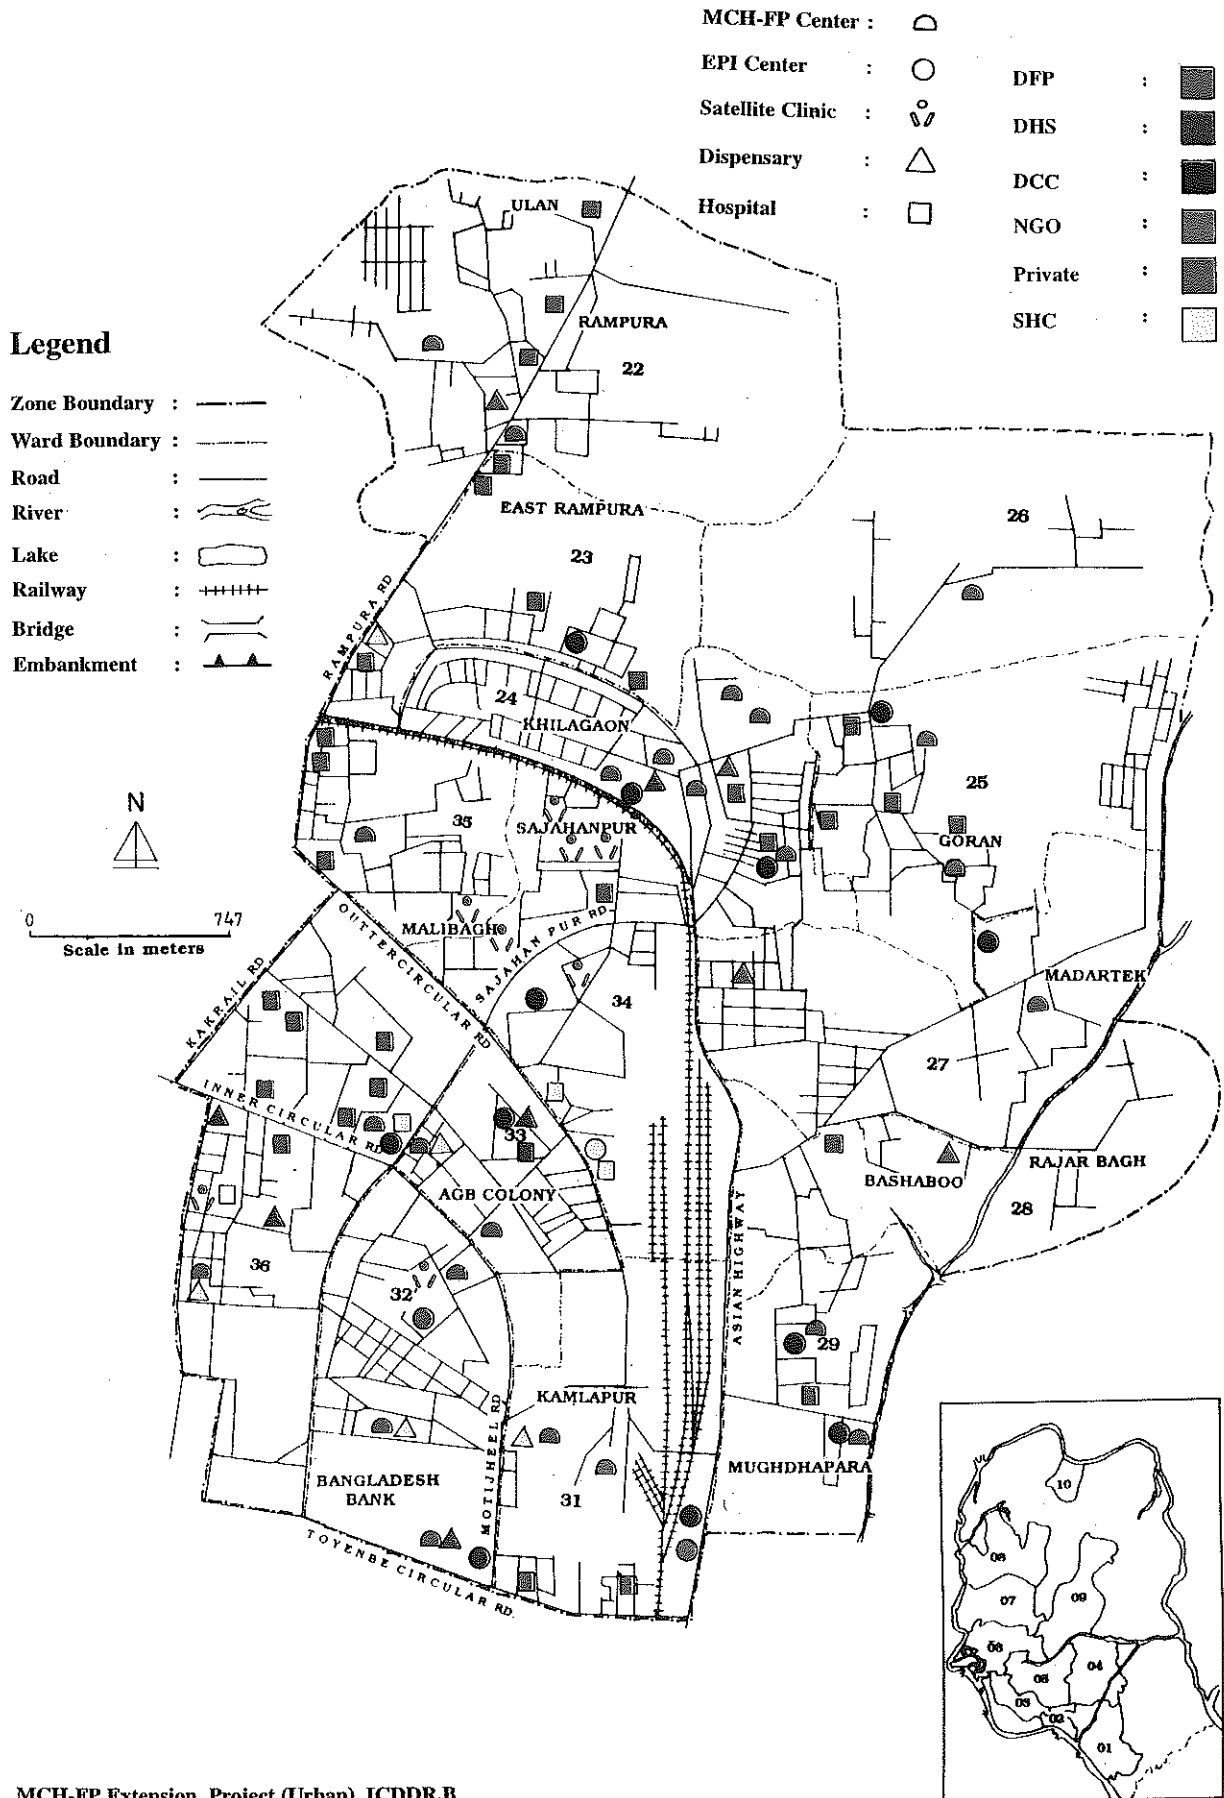 MCH-FP Center :
EPI Center :
Satellite Clinic :
Dispensary :
Hospital :
DFP :
DHS :
DCC :
NGO :
Private :
SHC :
Legend
Zone Boundary :
Ward Boundary :
Road :
River :
Lake :
Railway :
Bridge :
Embankment :
ULAN
RAMPURA
22
EAST RAMPURA
23
26
RAMPURA RD
24
KHILAGAON
25
35
SAJAHANPUR
GORAN
N
0 747
Scale in meters
MALIBAGH
OUTTERCIRCULAR RD
SAJAHAN PUR RD.
KAKRAIL RD
34
MADARTEK
27
INNER CIRCULAR RD
33
AGB COLONY
BASHABOO
RAJAR BAGH
28
36
32
ASIAN HIGHWAY
29
KAMLAPUR
MOTIJHEEL RD
MUGHDHAPARA
BANGLADESH
BANK
31
TOYENBE CIRCULAR RD.
10
08
07
09
06
05
04
03
02
01
MCH-FP Extension Project (Urban), ICDDR,B